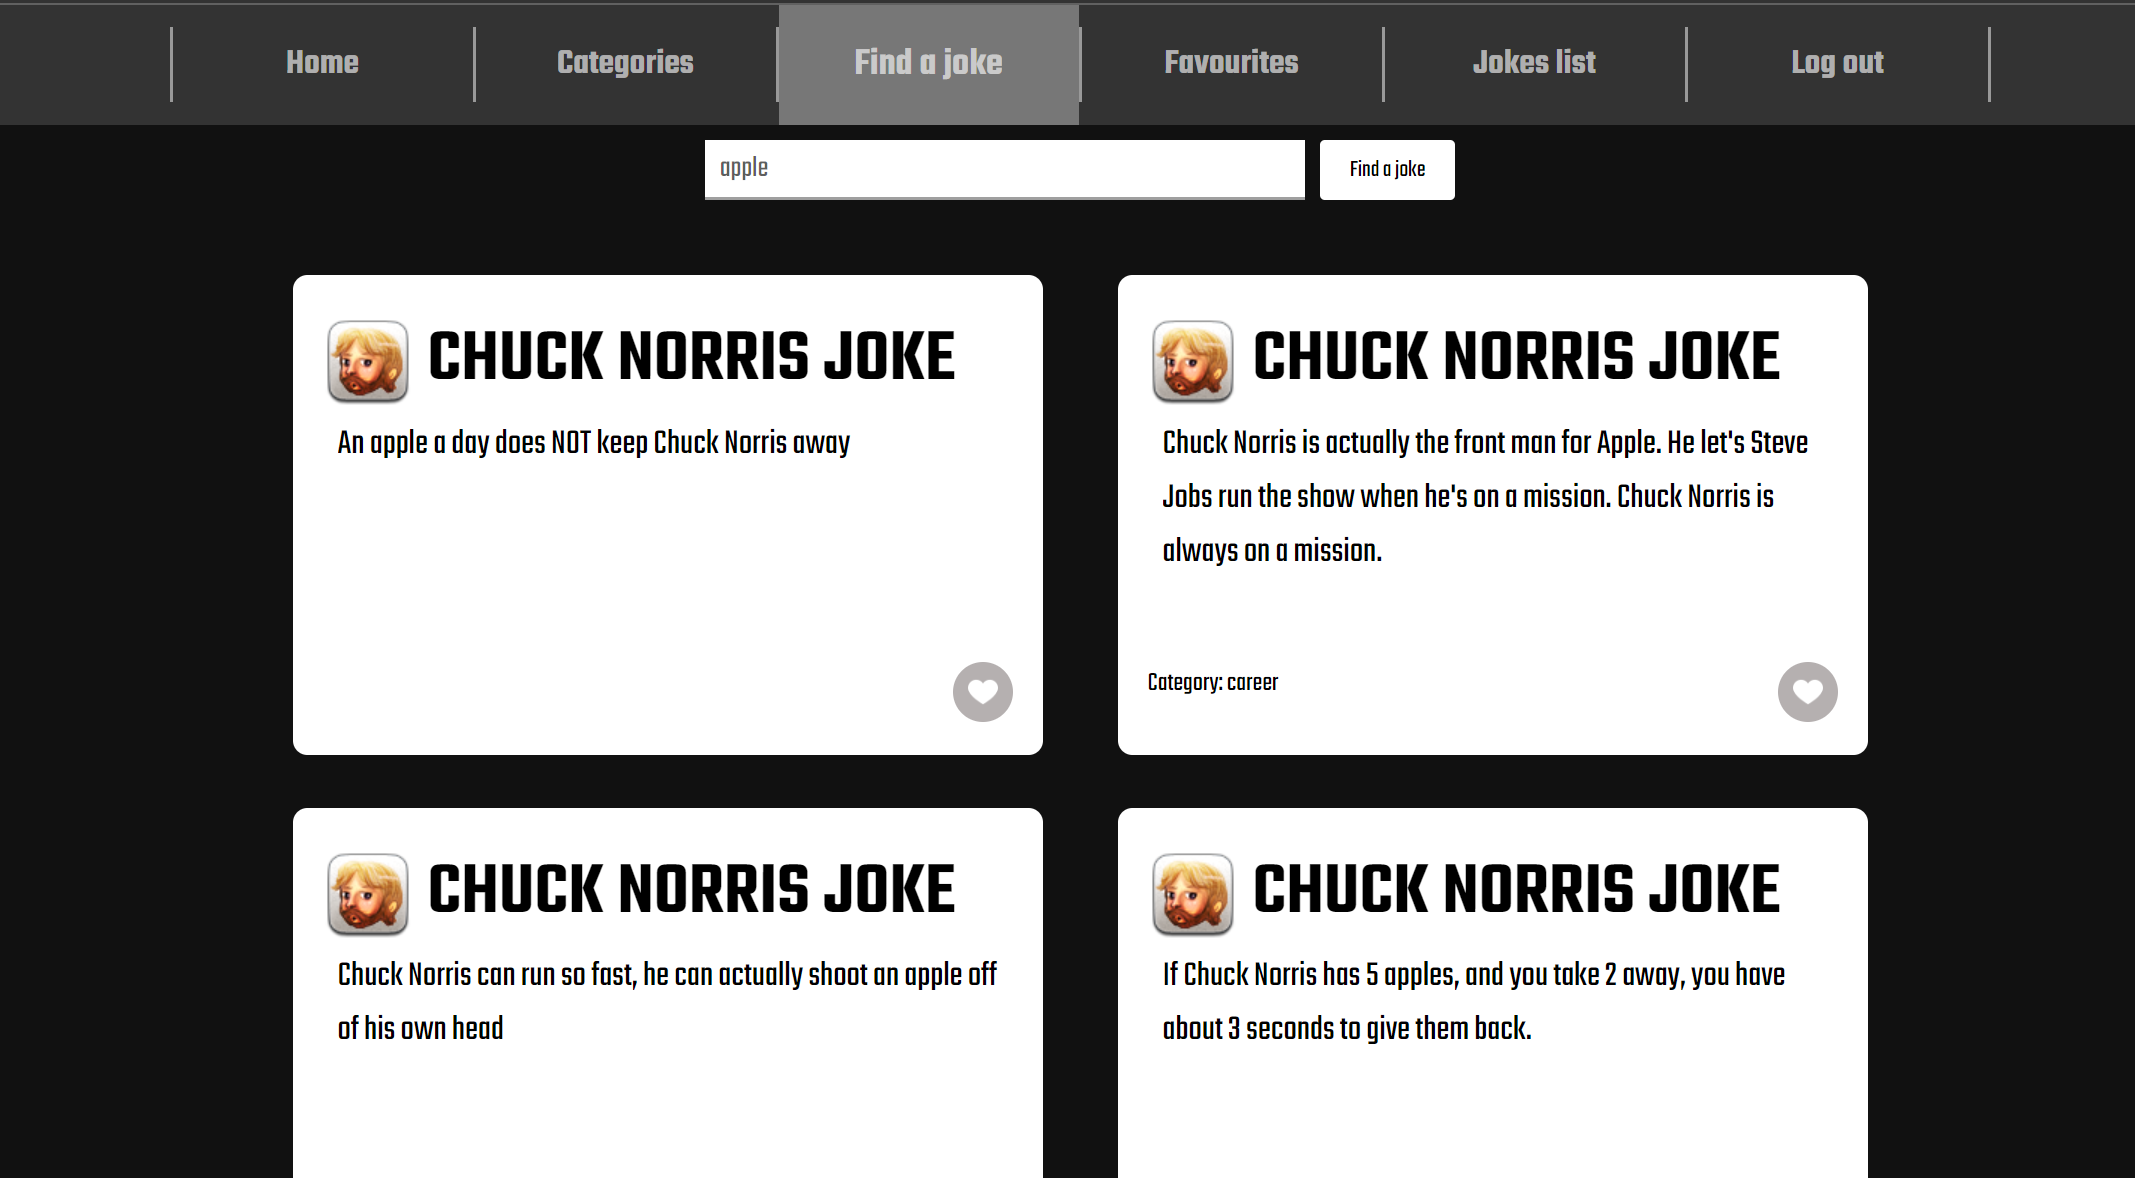 Home
Categories
Find a joke
Favourites
Jokes list
Log out
apple
Find a joke
CHUCK NORRIS JOKE
An apple a day does NOT keep Chuck Norris away
CHUCK NORRIS JOKE
Chuck Norris is actually the front man for Apple. He let's Steve
Jobs run the show when he's on a mission. Chuck Norris is
always on a mission.
Category: career
CHUCK NORRIS JOKE
Chuck Norris can run so fast, he can actually shoot an apple off
of his own head
CHUCK NORRIS JOKE
If Chuck Norris has 5 apples, and you take 2 away, you have
about 3 seconds to give them back.